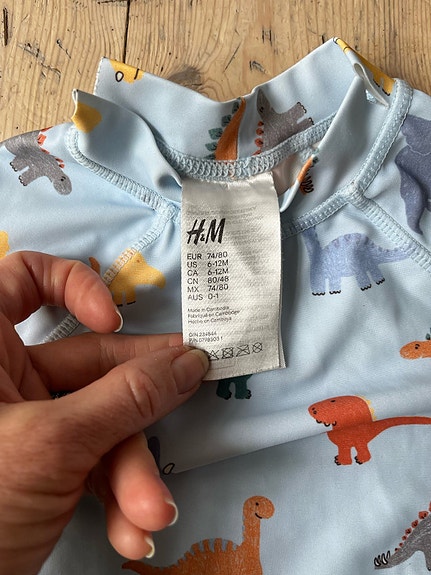 H&M
EUR 74/80
US 6-12M
CA 6-12M
CN 80/48
MX 74/80
AUS 0-1
Made in Cambodia
Fabriqué en Cambodge
Hecho en Camboya